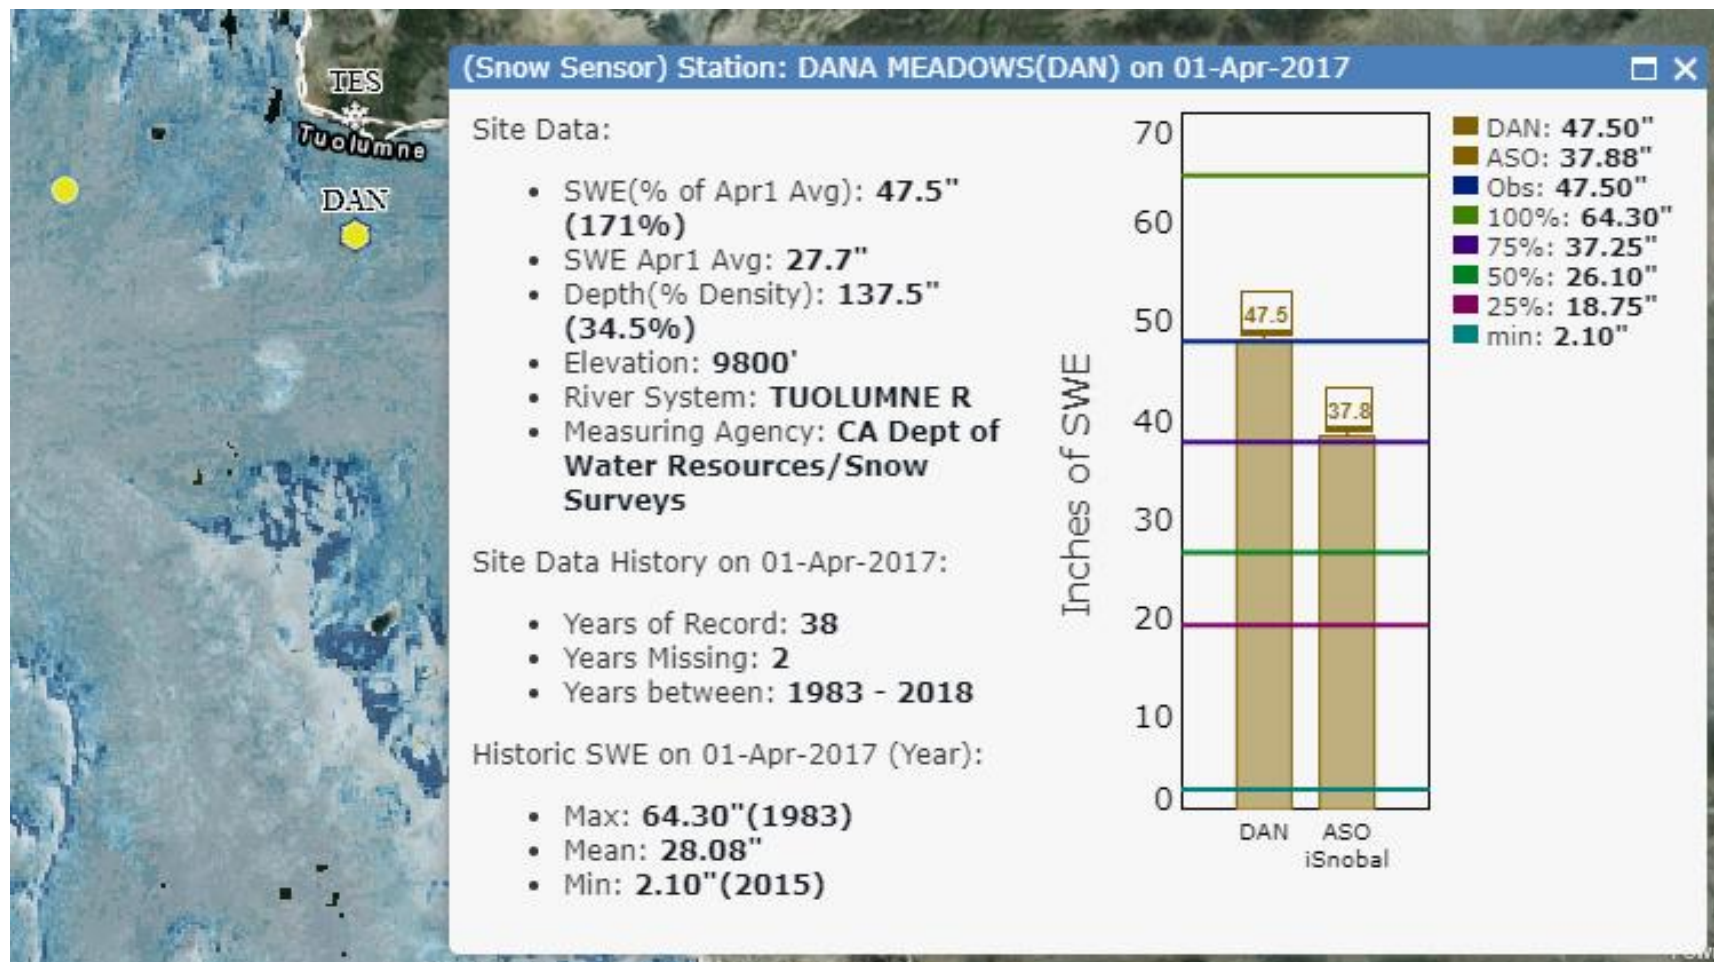 (Snow Sensor) Station: DANA MEADOWS(DAN) on 01-Apr-2017
TES
Tuolumne
DAN
Site Data:
• SWE(% of Apr1 Avg): 47.5"
(171%)
• SWE Apr1 Avg: 27.7"
• Depth(% Density): 137.5"
(34.5%)
• Elevation: 9800'
• River System: TUOLUMNE R
• Measuring Agency: CA Dept of
Water Resources/Snow
Surveys
Site Data History on 01-Apr-2017:
• Years of Record: 38
• Years Missing: 2
• Years between: 1983 - 2018
Historic SWE on 01-Apr-2017 (Year):
• Max: 64.30"(1983)
• Mean: 28.08"
• Min: 2.10"(2015)
Inches of SWE
70
60
50
40
30
20
10
0
47.5
37.8
DAN
ASO
iSnobal
DAN: 47.50"
ASO: 37.88"
Obs: 47.50"
100%: 64.30"
75%: 37.25"
50%: 26.10"
25%: 18.75"
min: 2.10"